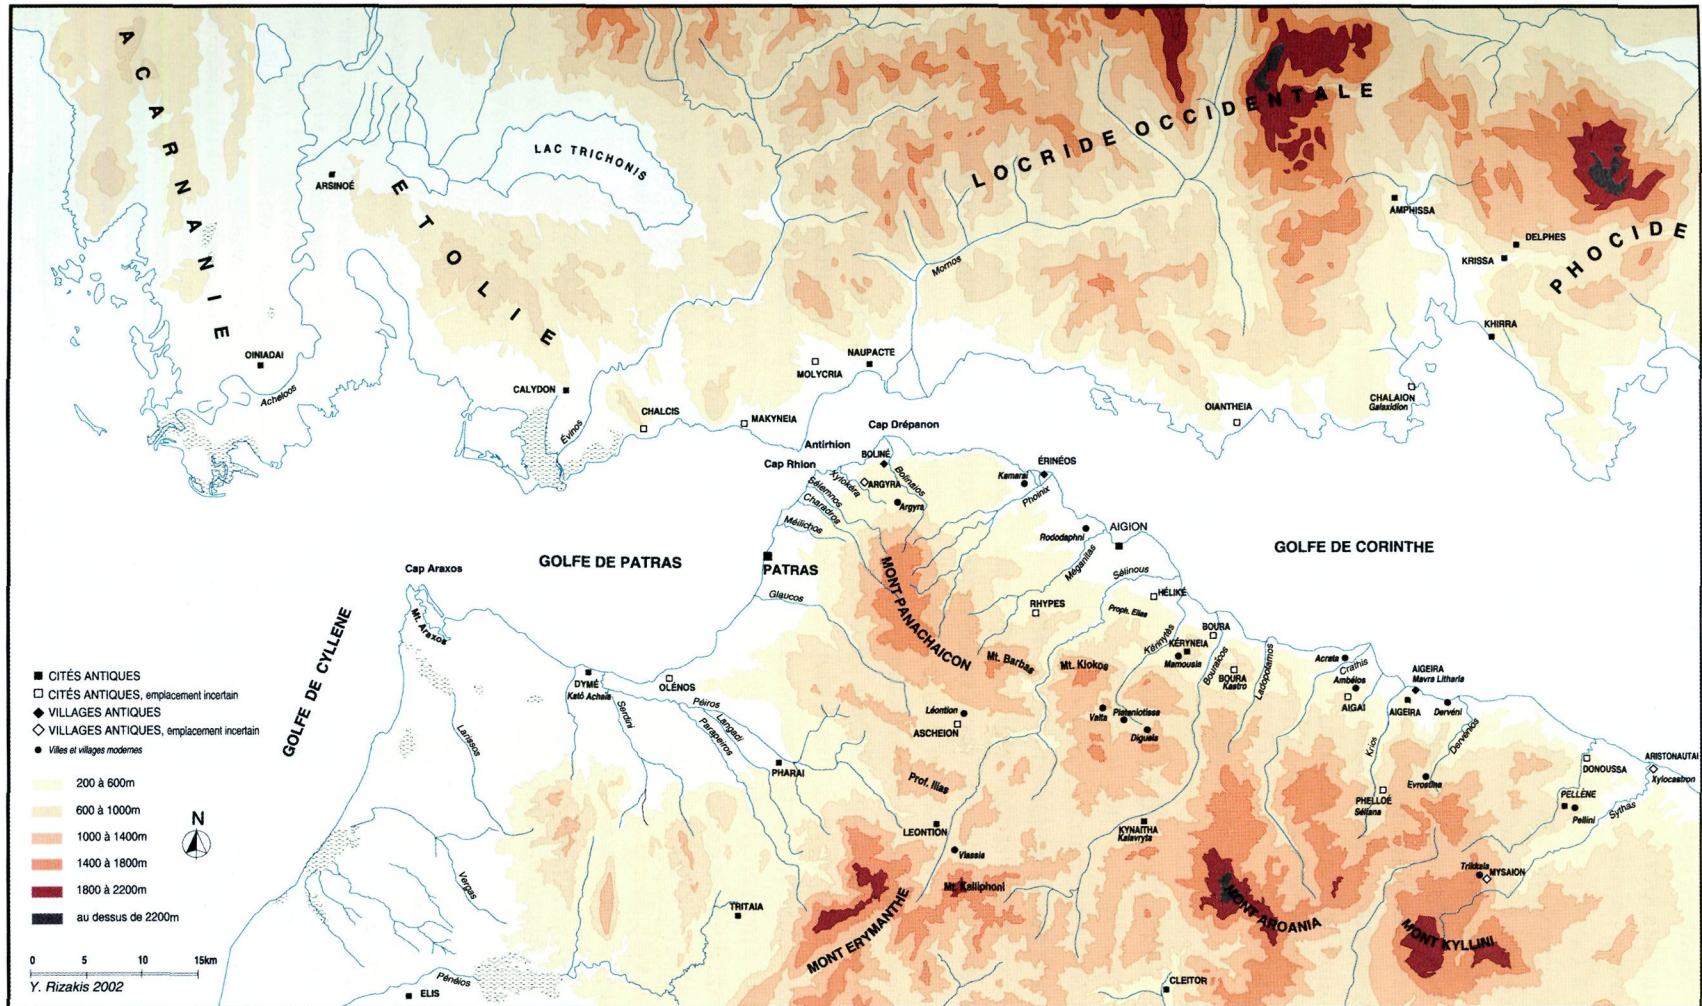 ACARNANIE
LOCRIDE OCCIDENTALE
LAC TRICHONIS
ARSINOÉ
ETOLIE
AMPHISSA
DELPHES
KRISSA
PHOCIDE
Mornos
KHIRRA
OINIADAI
Acheloos
NAUPACTE
MOLYCRIA
CALYDON
CHALCIS
MAKYNEIA
Évinos
OIANTHEIA
CHALAION
Galaxidion
Cap Drépanon
Antirhion
Cap Rhion
BOLINÉ
Bolinaios
Xylokéra
ARGYRA
Argyra
Sélemnos
Charadros
Méilichos
ÉRINÉOS
Kamarai
Phoinix
Rododaphni
AIGION
Méganitas
GOLFE DE PATRAS
PATRAS
GOLFE DE CORINTHE
Cap Araxos
Mt. Araxos
Glaucos
MONT PANACHAICON
Sélinous
HÉLIKÉ
RHYPES
Proph. Elias
BOURA
Kérinytès
KÉRYNEIA
Mamousia
Bouraïcos
BOURA
Kastro
Ladopotamos
Mt. Barbas
Mt. Klokos
GOLFE DE CYLLENE
Acrata
Crathis
Ambélos
AIGAI
AIGEIRA
Mavra Litharia
AIGEIRA
Dervéni
Dervénios
Krios
DYMÉ
Katô Achaïa
OLÉNOS
Péiros
Langadi
Parapeiros
Serdini
Larissos
Léontion
ASCHEION
Valta
Plataniotissa
Diguela
PHARAI
Prof. Ilias
LEONTION
Vlassia
KYNAITHA
Kalavryta
PHELLOÉ
Séliana
Evrostina
DONOUSSA
ARISTONAUTAI
Xylocastron
PELLÈNE
Pellini
Sythas
Trikkala
MYSAION
Mt. Kalliphoni
MONT ERYMANTHE
MONT AROANIA
MONT KYLLINI
TRITAIA
Vergas
Pénéios
ELIS
CLEITOR
CITÉS ANTIQUES
CITÉS ANTIQUES, emplacement incertain
VILLAGES ANTIQUES
VILLAGES ANTIQUES, emplacement incertain
Villes et villages modernes
200 à 600m
600 à 1000m
1000 à 1400m
1400 à 1800m
1800 à 2200m
au dessus de 2200m
N
0 5 10 15km
Y. Rizakis 2002